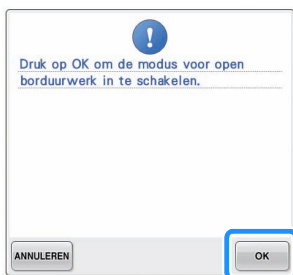 Druk op OK om de modus voor open
borduurwerk in te schakelen.
ANNULEREN
OK